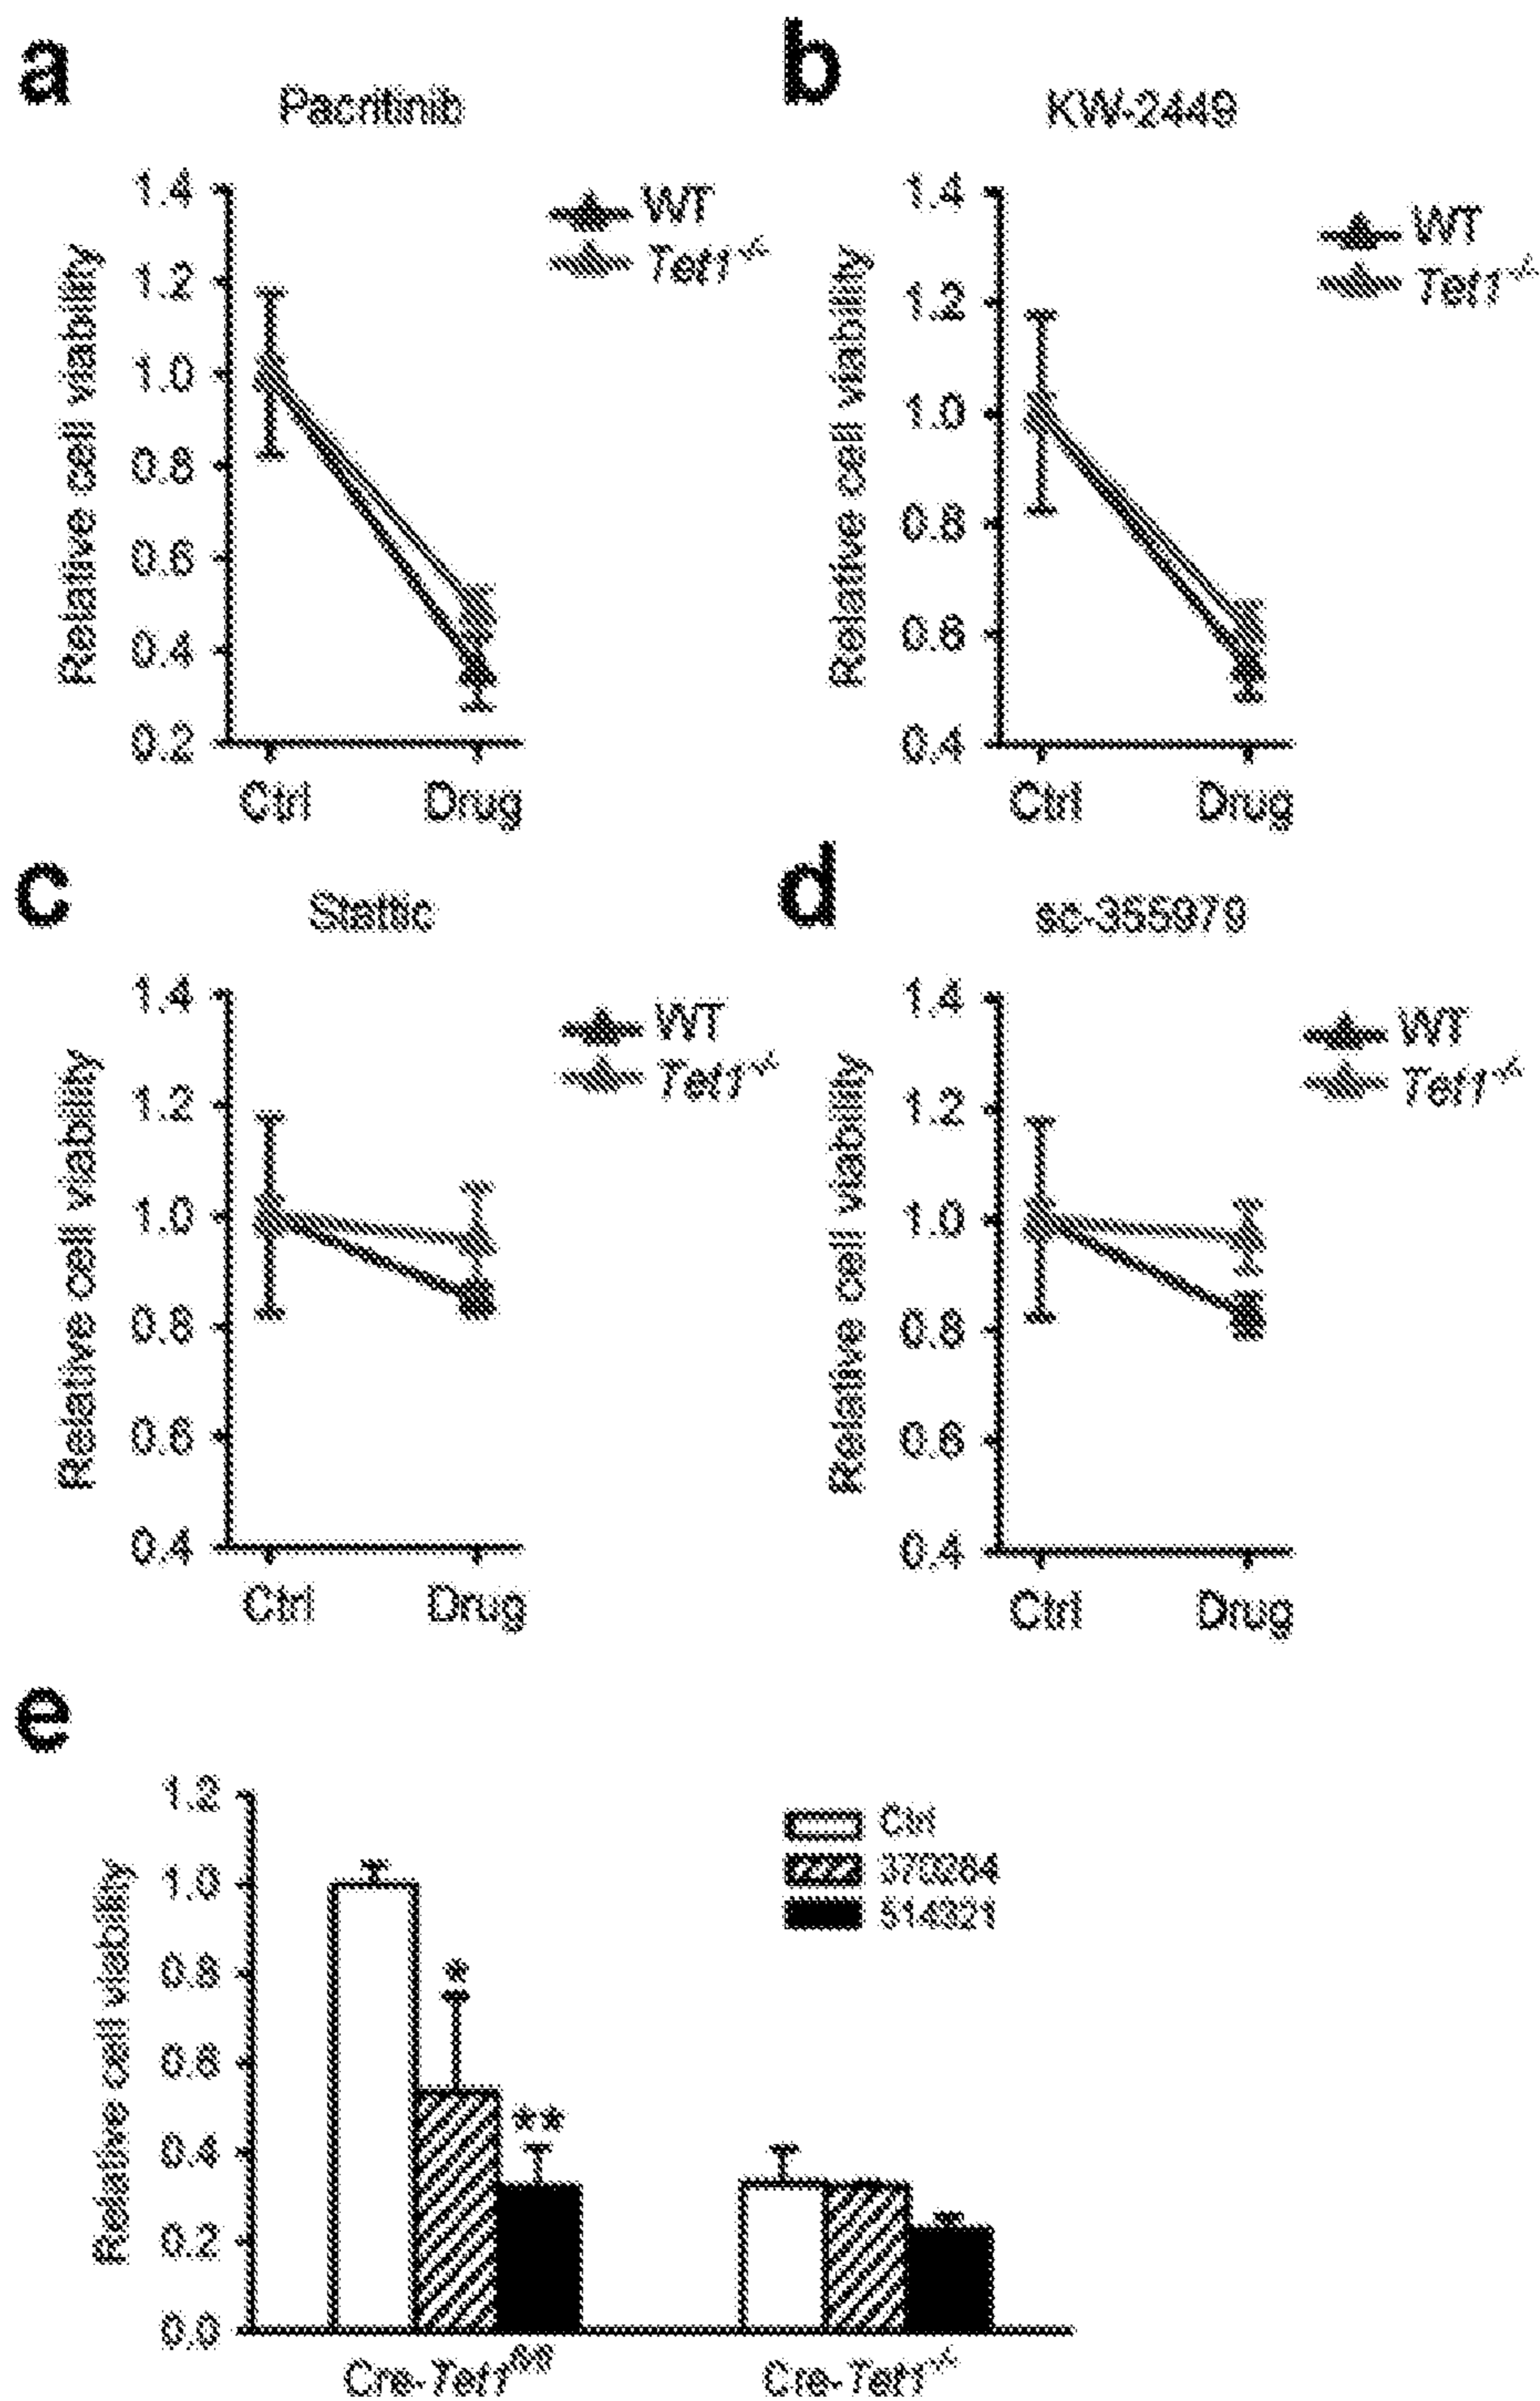 a
Pacritinib
1.4
1.2
1.0
0.8
0.6
0.4
0.2
Relative cell viability
WT
Tet1-/-
Ctrl
Drug
b
KW-2449
1.4
1.2
1.0
0.8
0.6
0.4
Relative cell viability
WT
Tet1-/-
Ctrl
Drug
c
Stattic
1.4
1.2
1.0
0.8
0.6
0.4
Relative cell viability
WT
Tet1-/-
Ctrl
Drug
d
sc-355979
1.4
1.2
1.0
0.8
0.6
0.4
Relative cell viability
WT
Tet1-/-
Ctrl
Drug
e
1.2
1.0
0.8
0.6
0.4
0.2
0.0
Relative cell viability
Ctrl
370284
514321
*
**
Cre-Tet1fl/fl
Cre-Tet1-/-